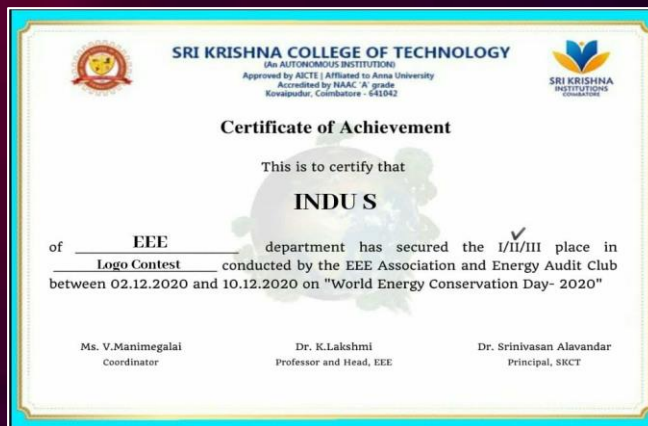 SRI KRISHNA COLLEGE OF TECHNOLOGY
(An AUTONOMOUS INSTITUTION)
Approved by AICTE | Affliated to Anna University
Accredited by NAAC 'A' grade
Kovaipudur, Coimbatore - 641042
SRI KRISHNA
INSTITUTIONS
COIMBATORE
Certificate of Achievement
This is to certify that
INDU S
of EEE department has secured the I/II/III place in
Logo Contest conducted by the EEE Association and Energy Audit Club
between 02.12.2020 and 10.12.2020 on "World Energy Conservation Day- 2020"
Ms. V.Manimegalai
Coordinator
Dr. K.Lakshmi
Professor and Head, EEE
Dr. Srinivasan Alavandar
Principal, SKCT